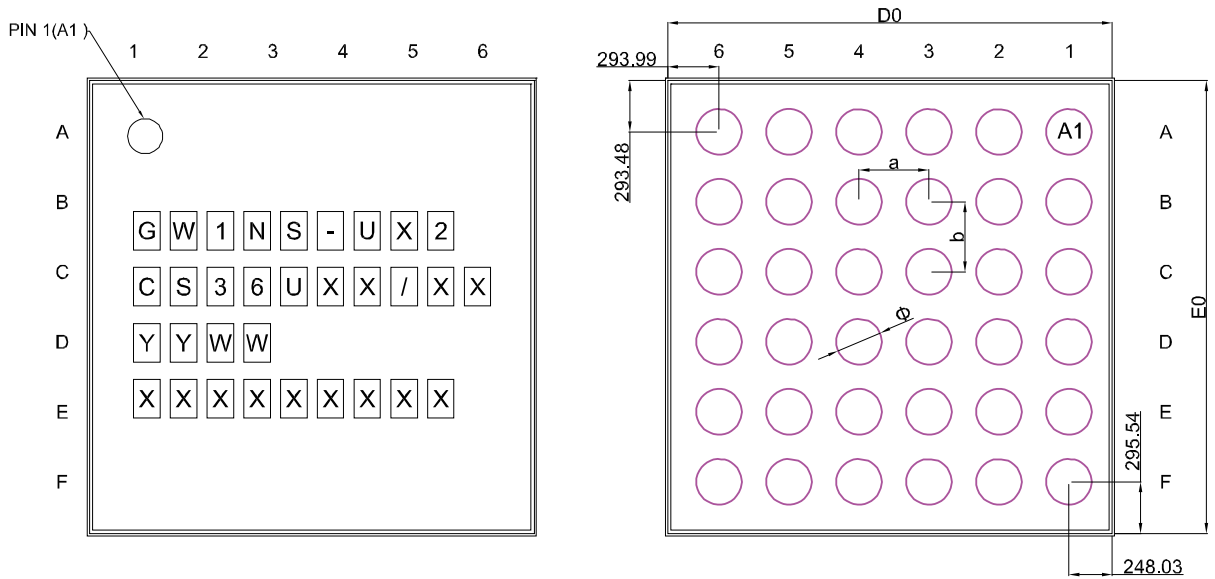 PIN 1(A1 )
1 2 3 4 5 6
A
B
C
D
E
F
GW1NS-UX2
CS36UXX/XX
YYWW
XXXXXXXXX
D0
293.99
6 5 4 3 2 1
293.48
A1
a
b
Φ
A
B
C
D
E
F
E0
295.54
248.03